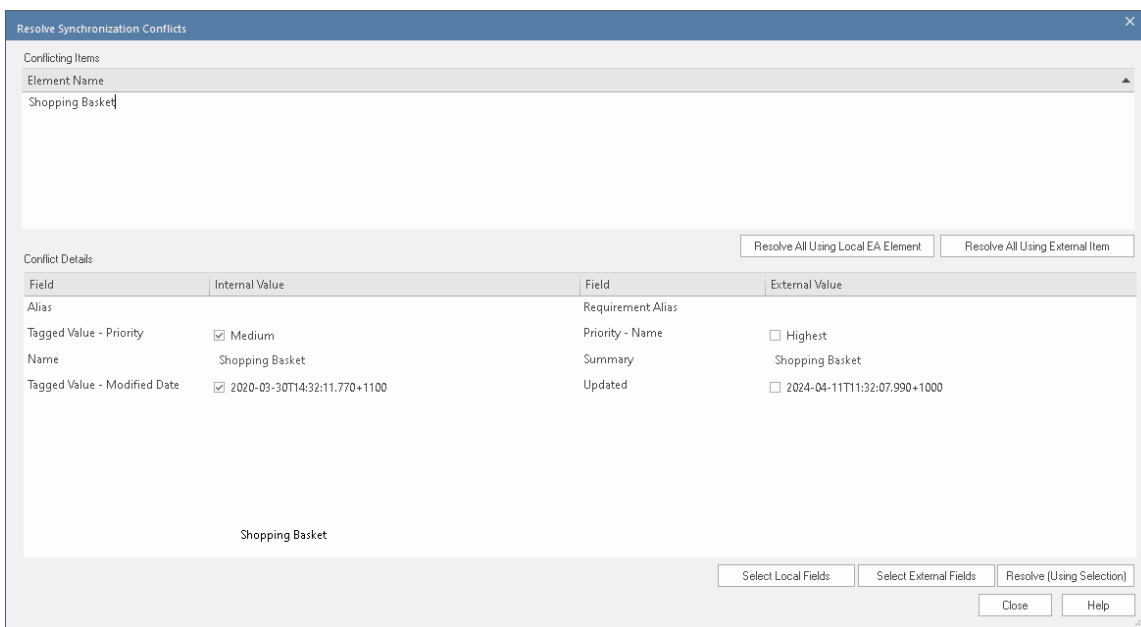 Resolve Synchronization Conflicts
Conflicting Items
Element Name
Shopping Basket
Resolve All Using Local EA Element Resolve All Using External Item
Conflict Details
Field Internal Value Field External Value
Alias Requirement Alias
Tagged Value - Priority Medium Priority - Name Highest
Name Shopping Basket Summary Shopping Basket
Tagged Value - Modified Date 2020-03-30T14:32:11.770+1100 Updated 2024-04-11T11:32:07.990+1000
Shopping Basket
Select Local Fields Select External Fields Resolve (Using Selection)
Close Help